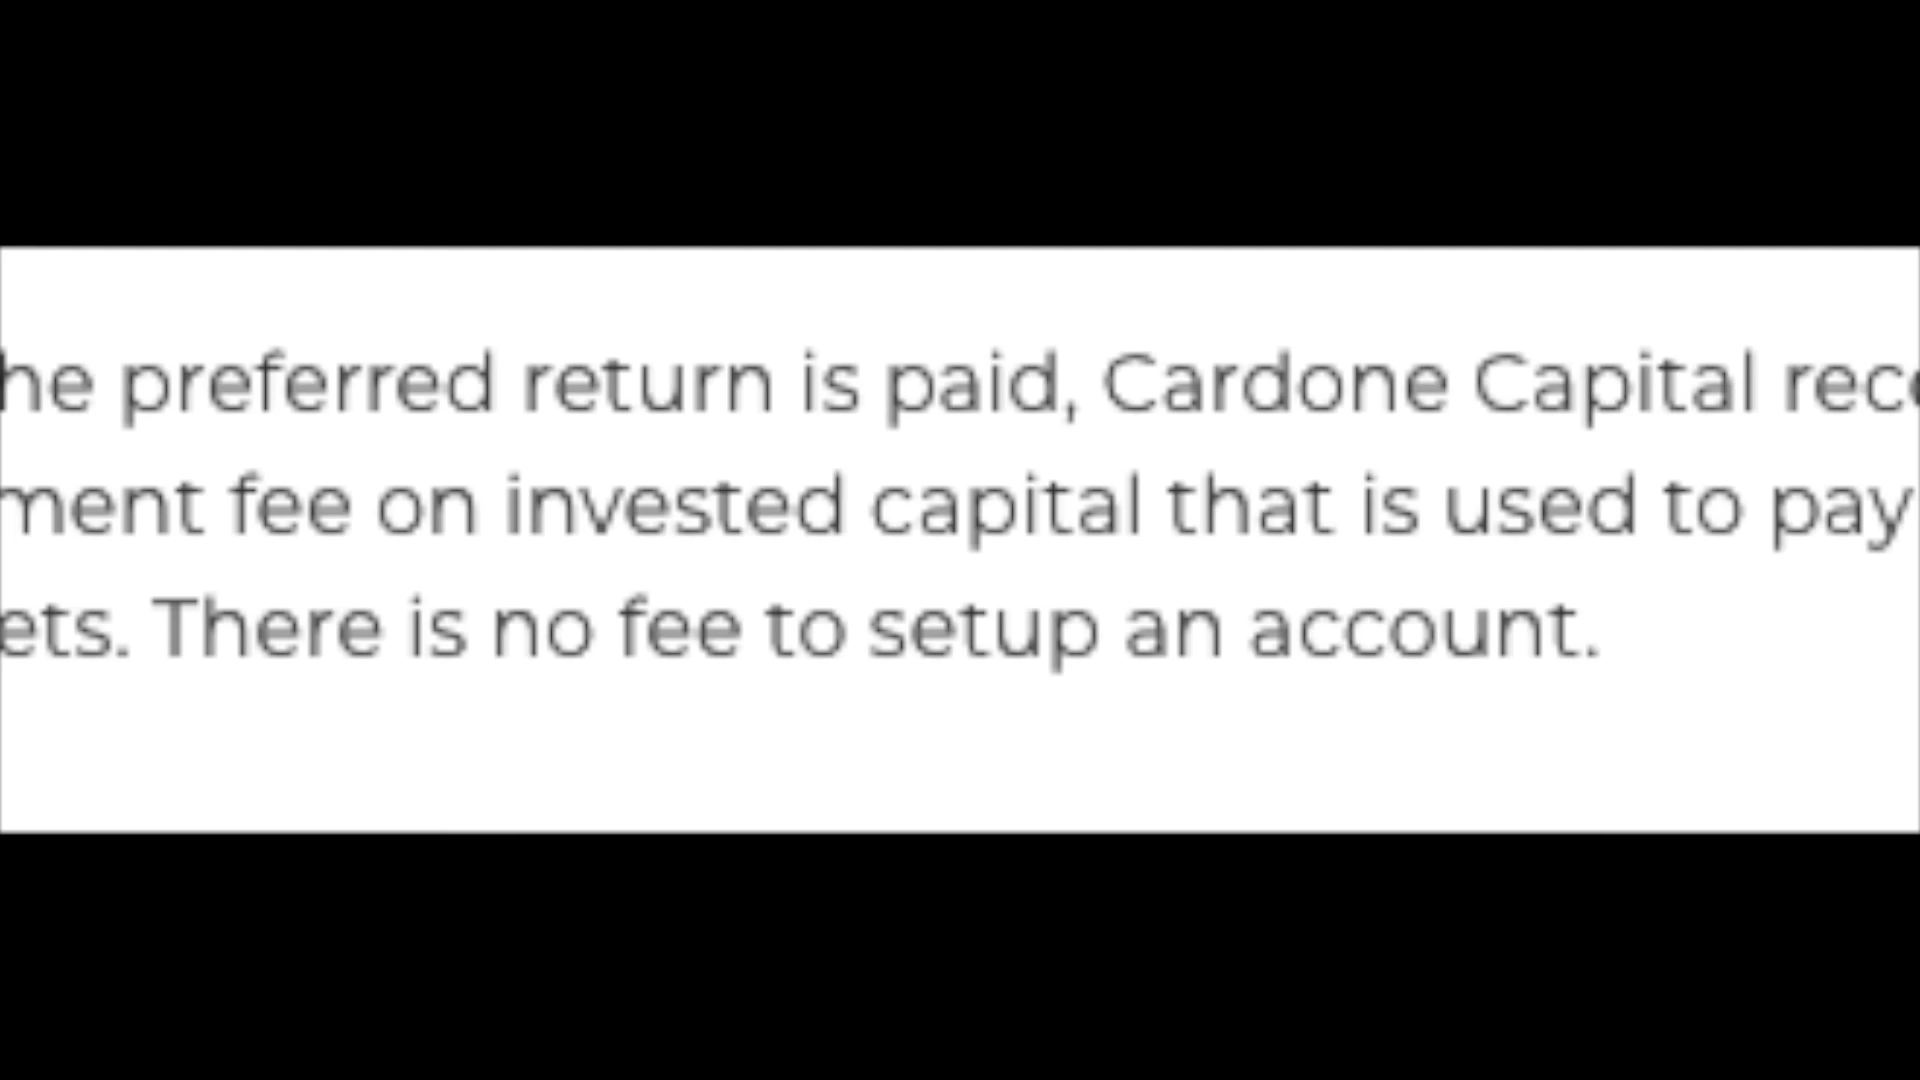 he preferred return is paid, Cardone Capital rec
ment fee on invested capital that is used to pay
ets. There is no fee to setup an account.